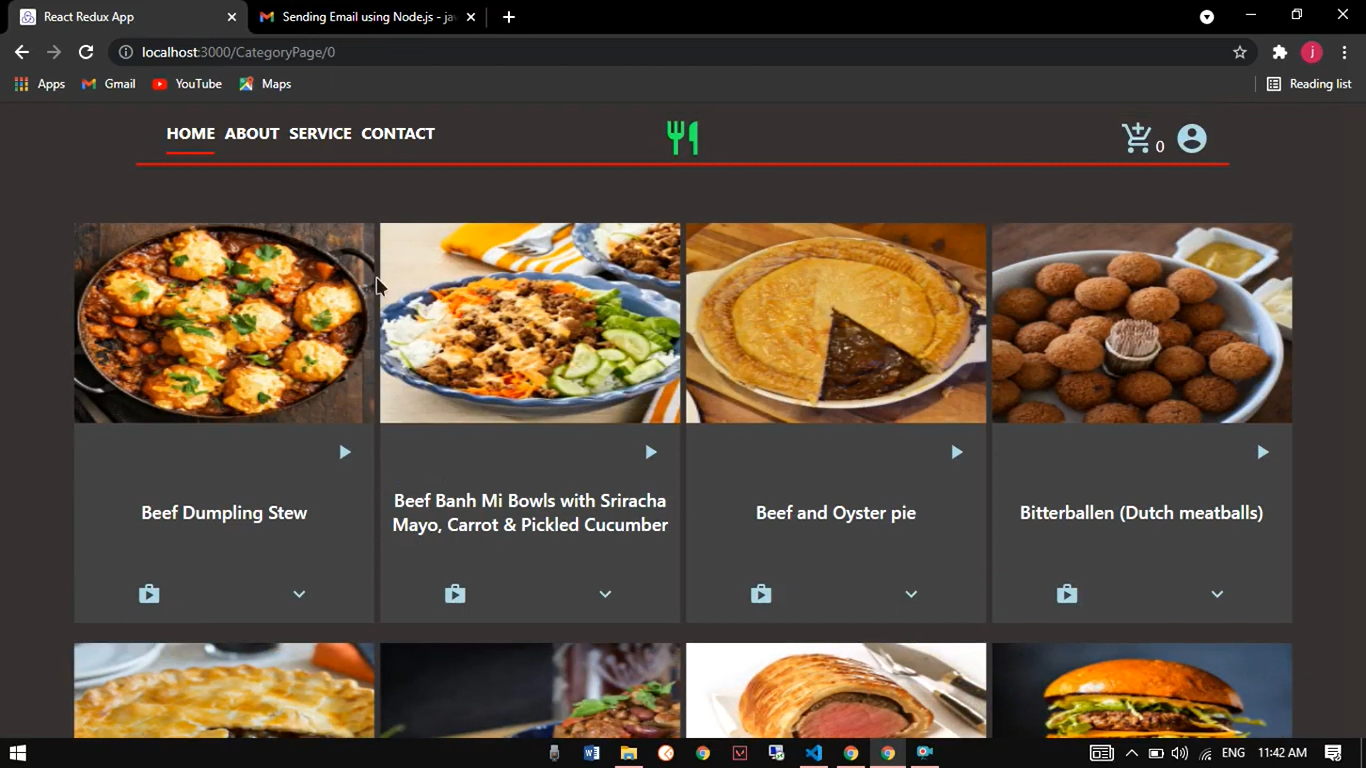 React Redux App
Sending Email using Node.js - jav
localhost:3000/CategoryPage/0
j
Apps
Gmail
YouTube
Maps
Reading list
HOME ABOUT SERVICE CONTACT
0
Beef Dumpling Stew
Beef Banh Mi Bowls with Sriracha
Mayo, Carrot & Pickled Cucumber
Beef and Oyster pie
Bitterballen (Dutch meatballs)
ENG
11:42 AM